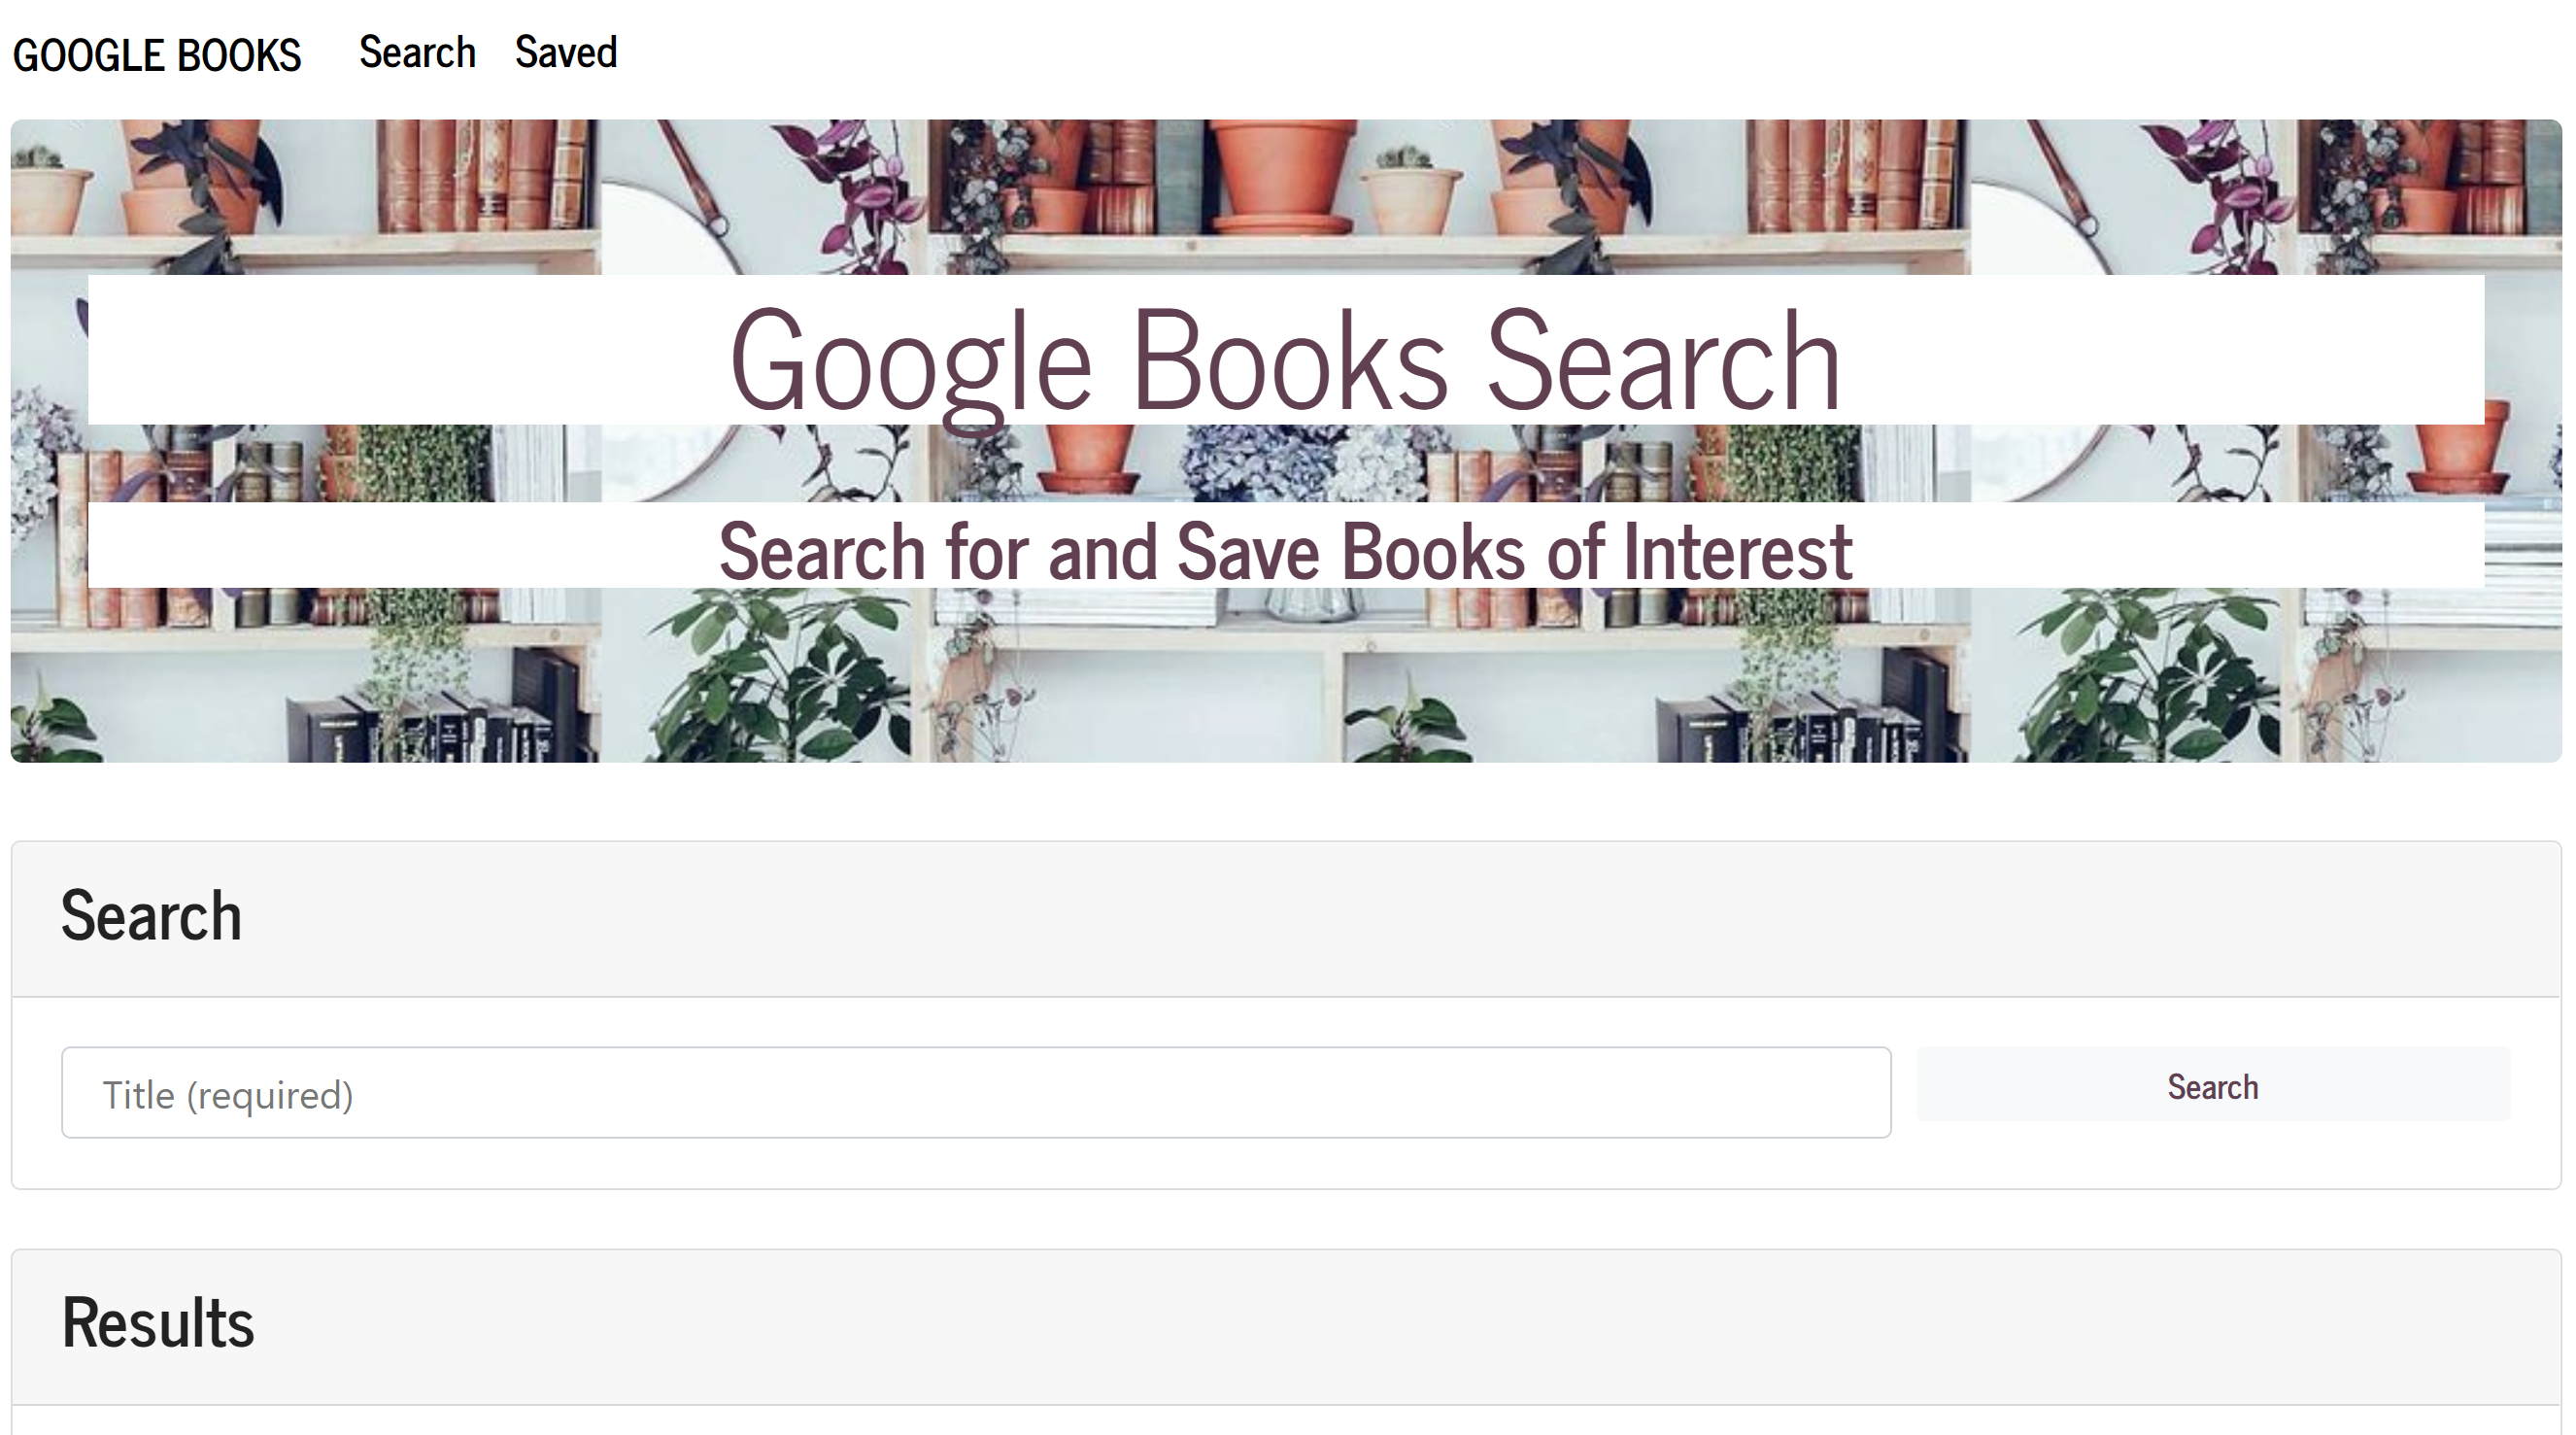 GOOGLE BOOKS Search Saved
Google Books Search
Search for and Save Books of Interest
Search
Title (required) Search
Results